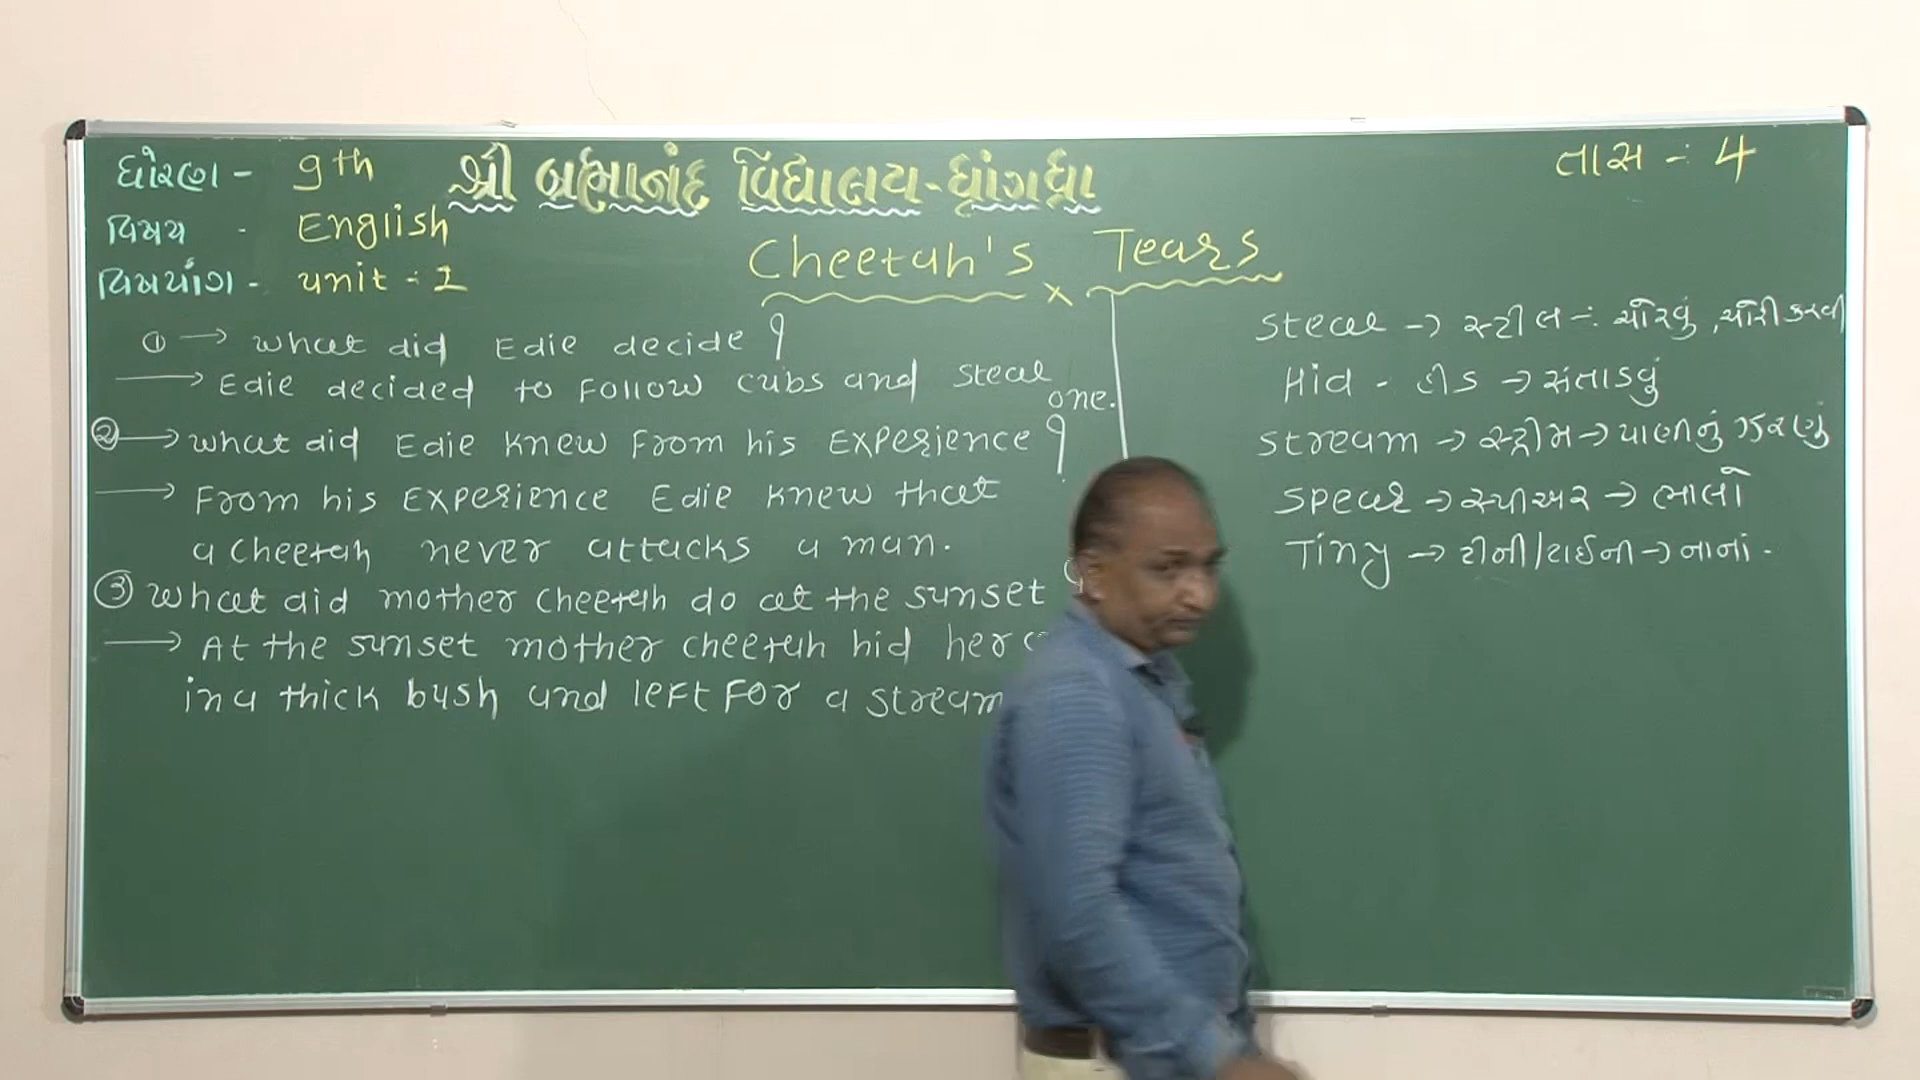 ધોરણ - 9th શ્રી બ્રહ્માનંદ વિદ્યાલય - ધ્રાંગધ્રા તાસ - 4
વિષય - English
Cheetah's x Tears
વિષયાંગ - unit : 1
① → what did Edie decide ?
→ Edie decided to follow cubs and steal one.
② → what did Edie knew from his Experience ?
→ From his Experience Edie knew that
a cheetah never attacks a man.
③ what did mother cheetah do at the sunset
→ At the sunset mother cheetah hid her
in a thick bush and left for a stream
Steal → સ્ટીલ -: ચોરવું, ચોરી કરવી
Hid - હીડ → સંતાડવું
stream → સ્ટ્રીમ → પાણીનું ઝરણું
Spear → સ્પીઅર → ભાલો
Tiny → ટીની/ટાઈની → નાનાં .